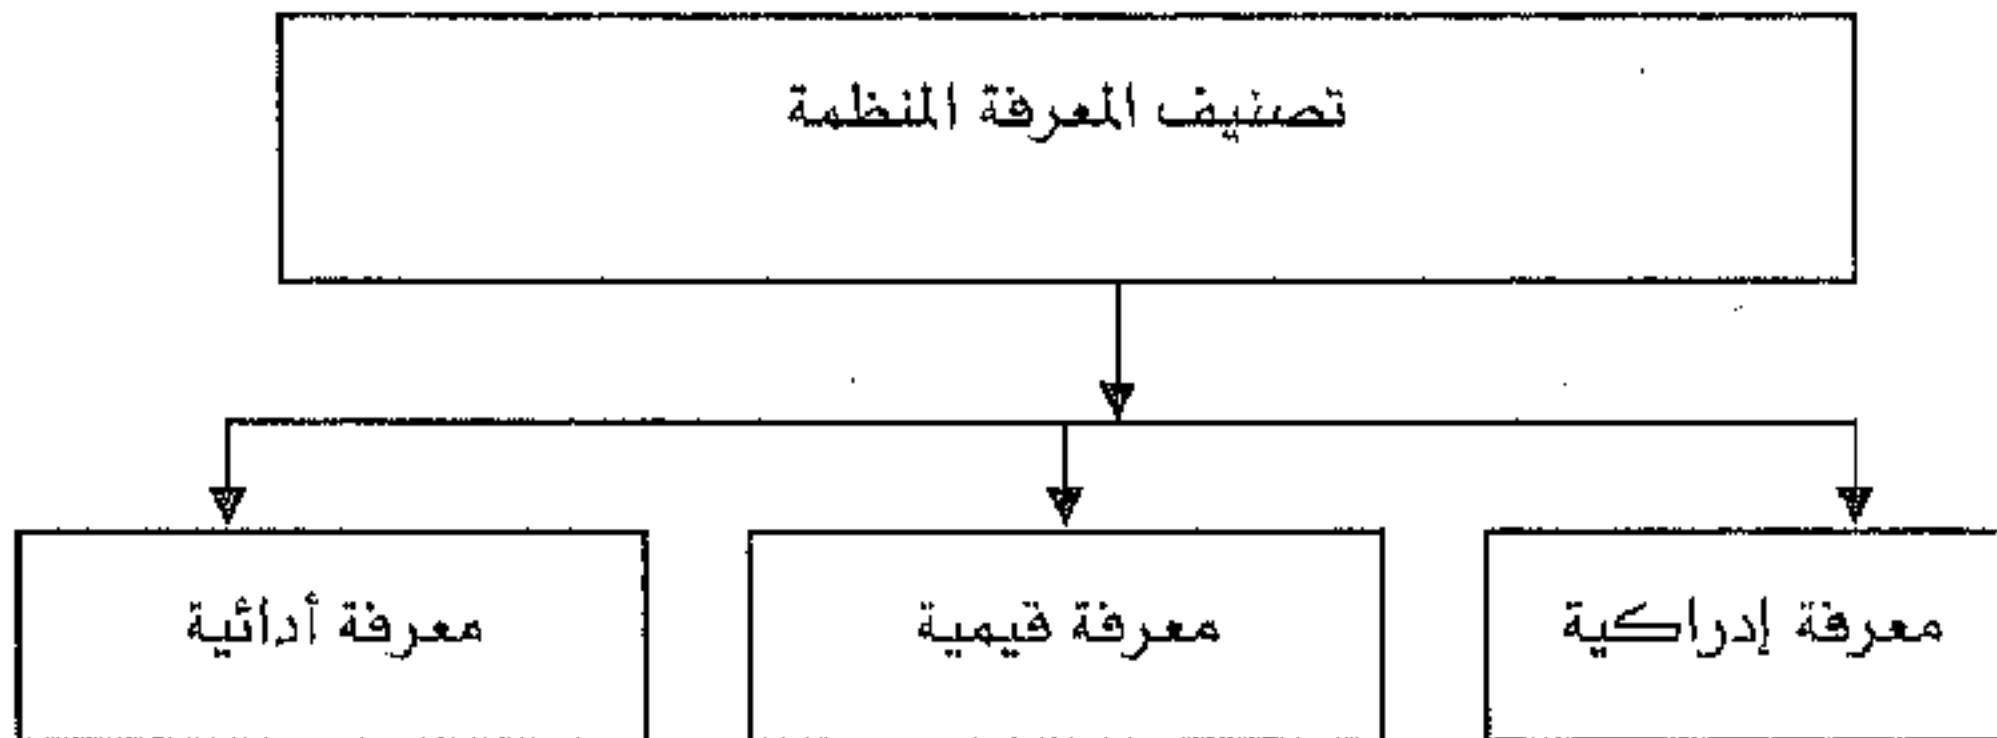 تصنيف المعرفة المنظمة
معرفة إدراكية
معرفة قيمية
معرفة أدائية